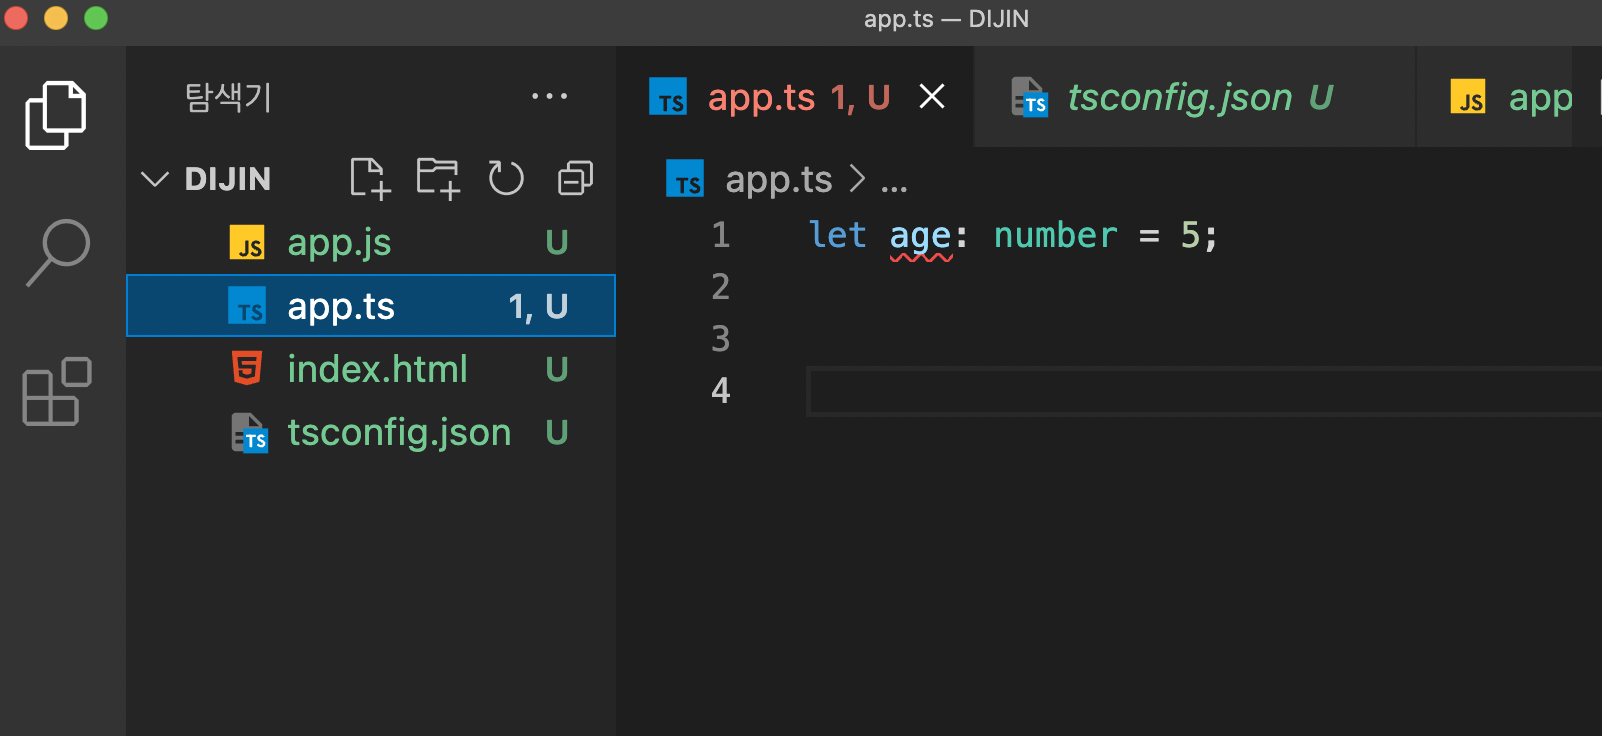 app.ts — DIJIN
탐색기 ...
DIJIN
JS app.js U
TS app.ts 1, U
5 index.html U
TS tsconfig.json U
TS app.ts 1, U
TS tsconfig.json U
JS app
TS app.ts > ...
1 let age: number = 5;
2
3
4